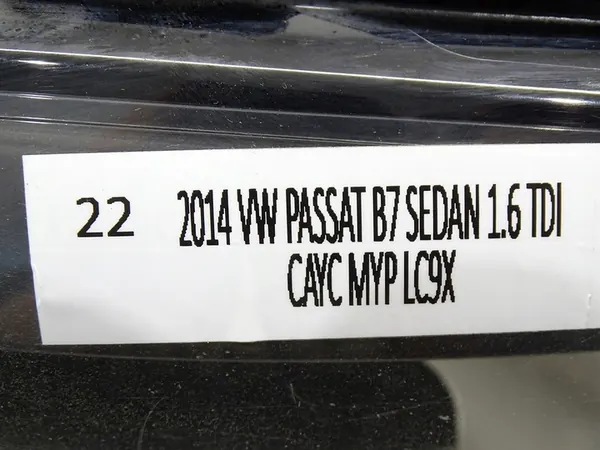 22 2014 VW PASSAT B7 SEDAN 1.6 TDI
CAYC MYP LC9X